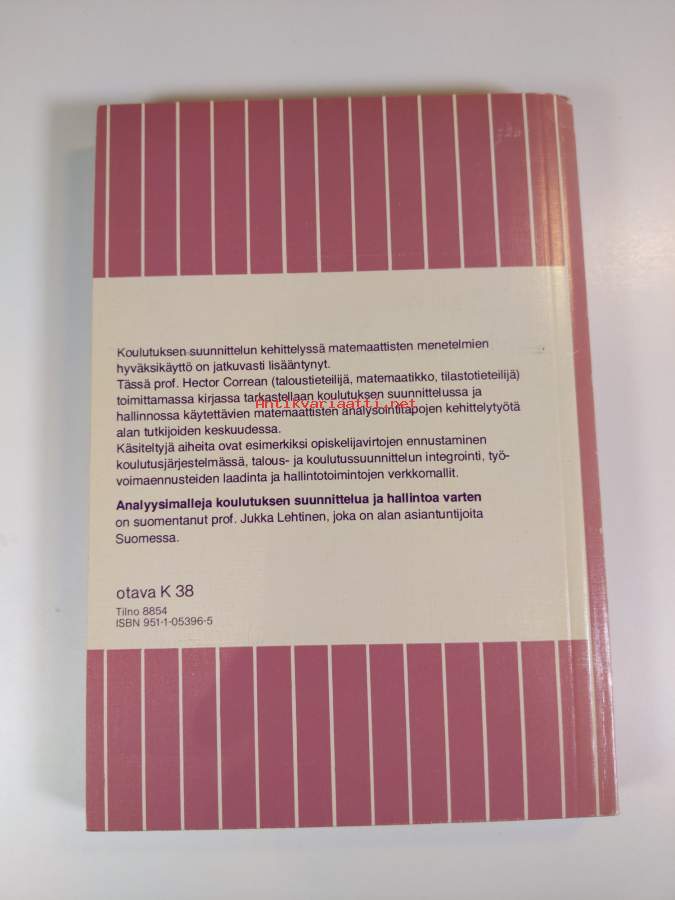 320
Koulutuksen suunnittelun kehittelyssä matemaattisten menetelmien
hyväksikäyttö on jatkuvasti lisääntynyt.
Tässä prof. Hector Correan (taloustieteilijä, matemaatikko, tilastotieteilijä)
toimittamassa kirjassa tarkastellaan koulutuksen suunnittelussa ja
Antikvariaatti.net
hallinnossa käytettävien matemaattisten analysointitapojen kehittelytyötä
alan tutkijoiden keskuudessa.
Käsiteltyjä aiheita ovat esimerkiksi opiskelijavirtojen ennustaminen
koulutusjärjestelmässä, talous- ja koulutussuunnittelun integrointi, työ-
voimaennusteiden laadinta ja hallintotoimintojen verkkomallit.
Analyysimalleja koulutuksen suunnittelua ja hallintoa varten
on suomentanut prof. Jukka Lehtinen, joka on alan asiantuntijoita
Suomessa.
otava K 38
Tilno 8854
ISBN 951-1-05396-5